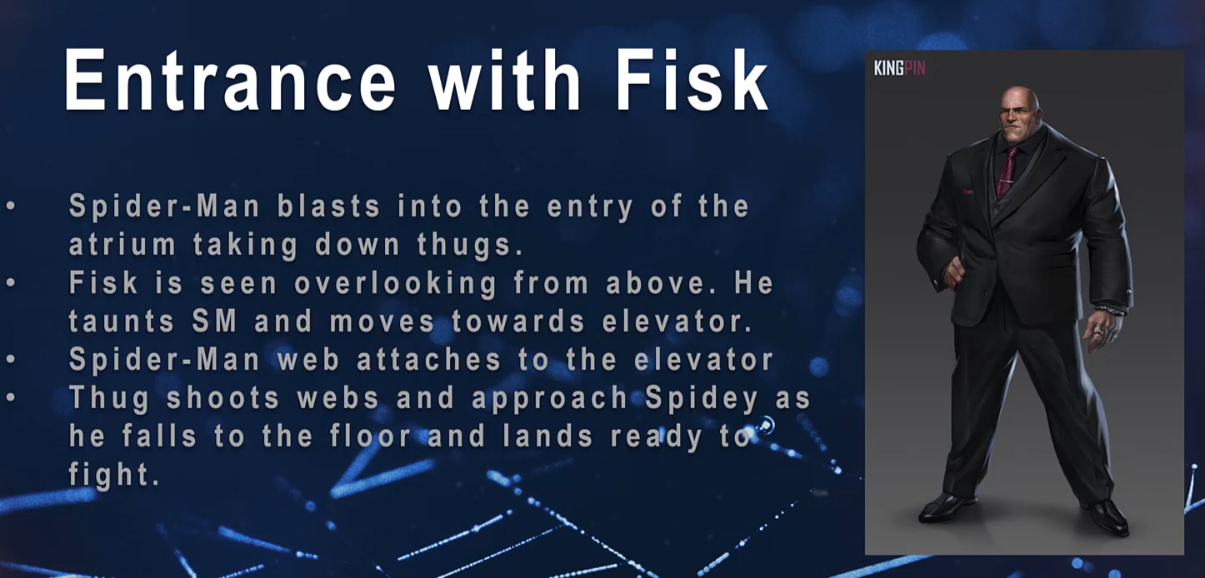 Entrance with Fisk
KINGPIN
• Spider-Man blasts into the entry of the
atrium taking down thugs.
• Fisk is seen overlooking from above. He
taunts SM and moves towards elevator.
• Spider-Man web attaches to the elevator
• Thug shoots webs and approach Spidey as
he falls to the floor and lands ready to
fight.